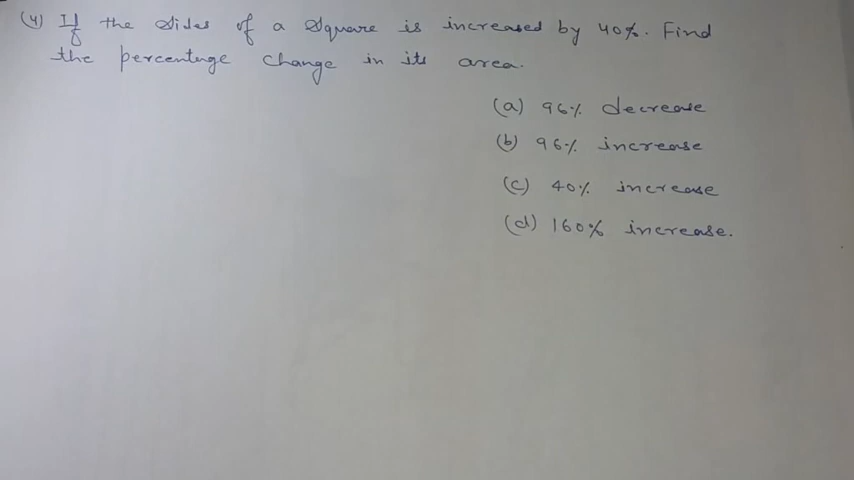 (4) If the sides of a square is increased by 40%. Find
the percentage change in its area.
(a) 96% decrease
(b) 96% increase
(c) 40% increase
(d) 160% increase.